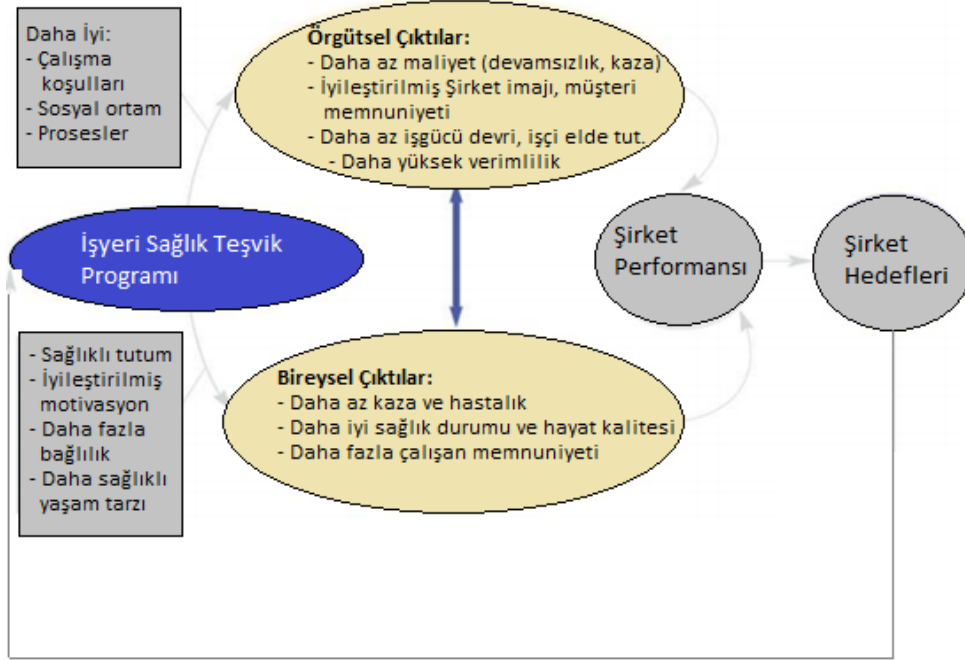 Daha İyi:
- Çalışma
koşulları
- Sosyal ortam
- Prosesler
Örgütsel Çıktılar:
- Daha az maliyet (devamsızlık, kaza)
- İyileştirilmiş Şirket imajı, müşteri
memnuniyeti
- Daha az işgücü devri, işçi elde tut.
- Daha yüksek verimlilik
İşyeri Sağlık Teşvik
Programı
Şirket
Performansı
Şirket
Hedefleri
- Sağlıklı tutum
- İyileştirilmiş
motivasyon
- Daha fazla
bağlılık
- Daha sağlıklı
yaşam tarzı
Bireysel Çıktılar:
- Daha az kaza ve hastalık
- Daha iyi sağlık durumu ve hayat kalitesi
- Daha fazla çalışan memnuniyeti